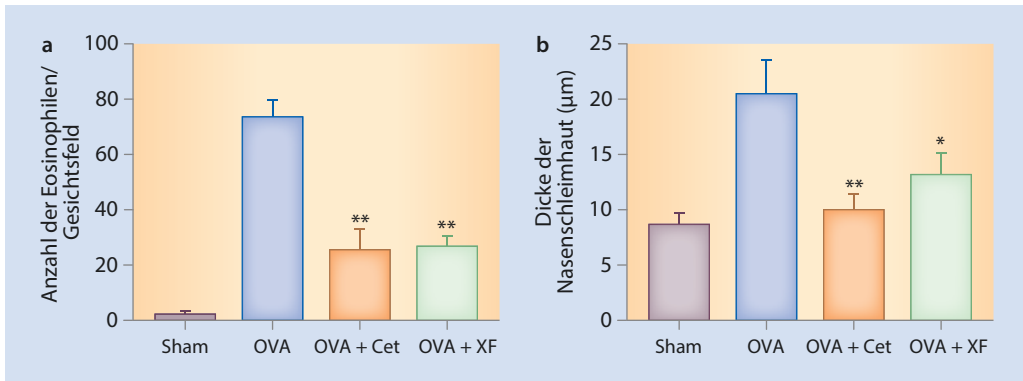 a
Anzahl der Eosinophilen/
Gesichtsfeld
100
80
60
40
20
0
**
**
Sham
OVA
OVA + Cet
OVA + XF
b
Dicke der
Nasenschleimhaut (µm)
25
20
15
10
5
0
**
*
Sham
OVA
OVA + Cet
OVA + XF